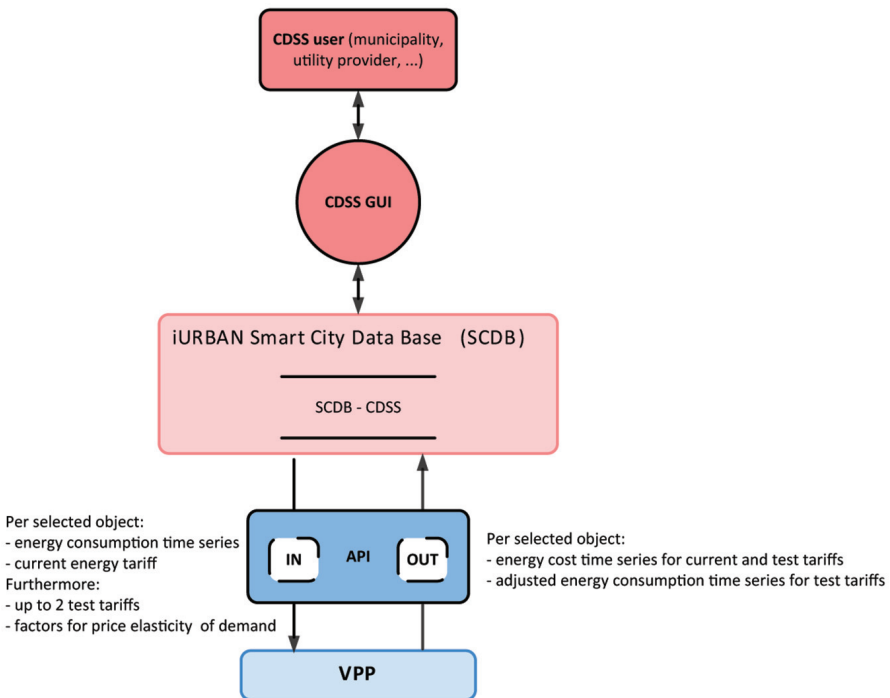 CDSS user (municipality,
utility provider, ...)
CDSS GUI
iURBAN Smart City Data Base (SCDB)
SCDB - CDSS
Per selected object:
- energy consumption time series
- current energy tariff
Furthermore:
- up to 2 test tariffs
- factors for price elasticity of demand
IN
API
OUT
Per selected object:
- energy cost time series for current and test tariffs
- adjusted energy consumption time series for test tariffs
VPP